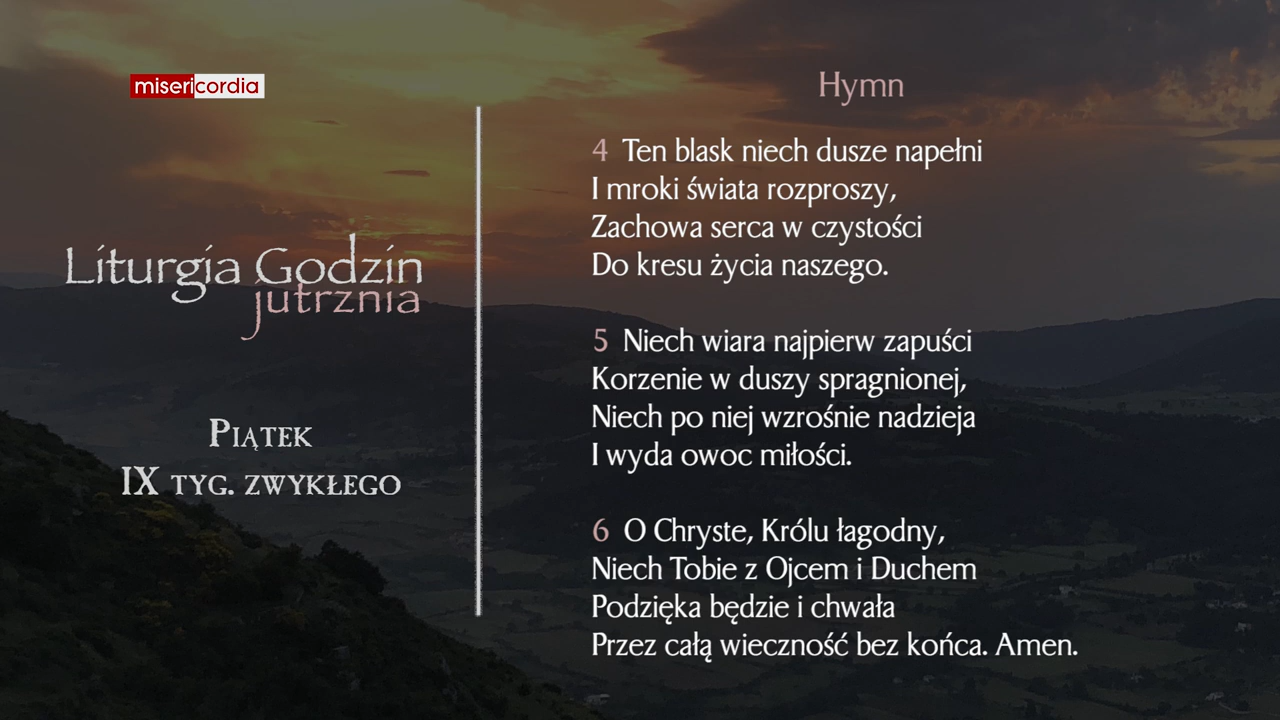 misericordia
Liturgia Godzin
jutrznia
Piątek
IX tyg. zwykłego
Hymn
4 Ten blask niech dusze napełni
I mroki świata rozproszy,
Zachowa serca w czystości
Do kresu życia naszego.
5 Niech wiara najpierw zapuści
Korzenie w duszy spragnionej,
Niech po niej wzrośnie nadzieja
I wyda owoc miłości.
6 O Chryste, Królu łagodny,
Niech Tobie z Ojcem i Duchem
Podzięka będzie i chwała
Przez całą wieczność bez końca. Amen.